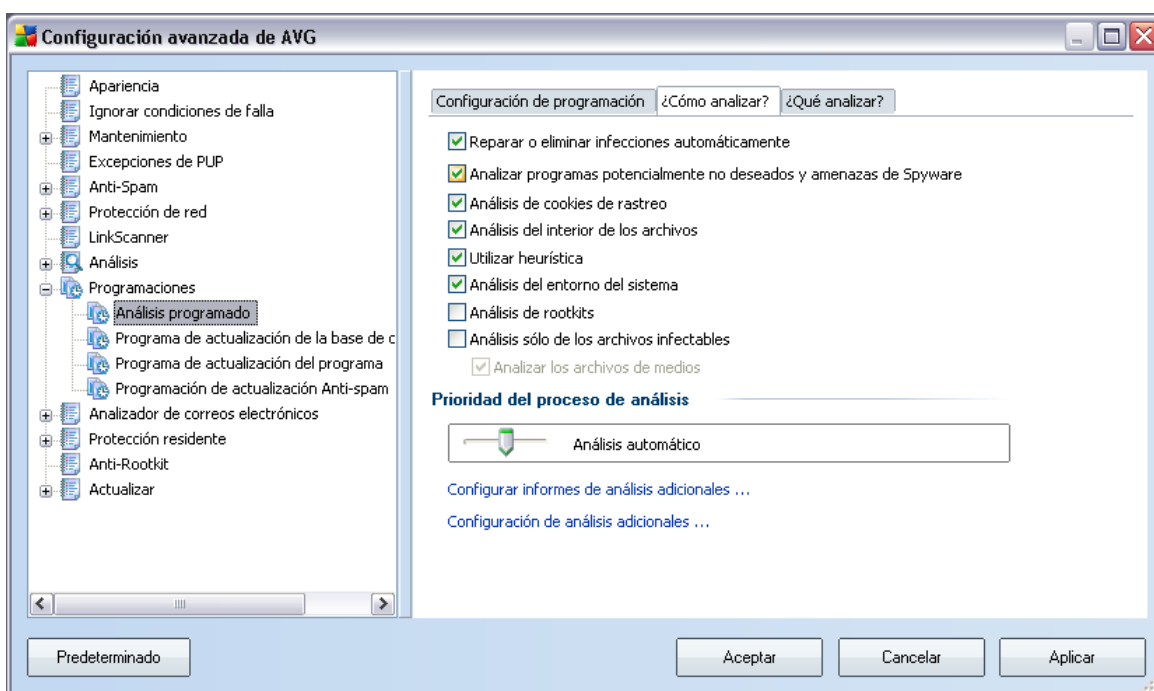 Configuración avanzada de AVG
Apariencia
Ignorar condiciones de falla
Mantenimiento
Excepciones de PUP
Anti-Spam
Protección de red
LinkScanner
Análisis
Programaciones
Análisis programado
Programa de actualización de la base de c
Programa de actualización del programa
Programación de actualización Anti-spam
Analizador de correos electrónicos
Protección residente
Anti-Rootkit
Actualizar
Configuración de programación ¿Cómo analizar? ¿Qué analizar?
Reparar o eliminar infecciones automáticamente
Analizar programas potencialmente no deseados y amenazas de Spyware
Análisis de cookies de rastreo
Análisis del interior de los archivos
Utilizar heurística
Análisis del entorno del sistema
Análisis de rootkits
Análisis sólo de los archivos infectables
Analizar los archivos de medios
Prioridad del proceso de análisis
Análisis automático
Configurar informes de análisis adicionales ...
Configuración de análisis adicionales ...
Predeterminado Aceptar Cancelar Aplicar